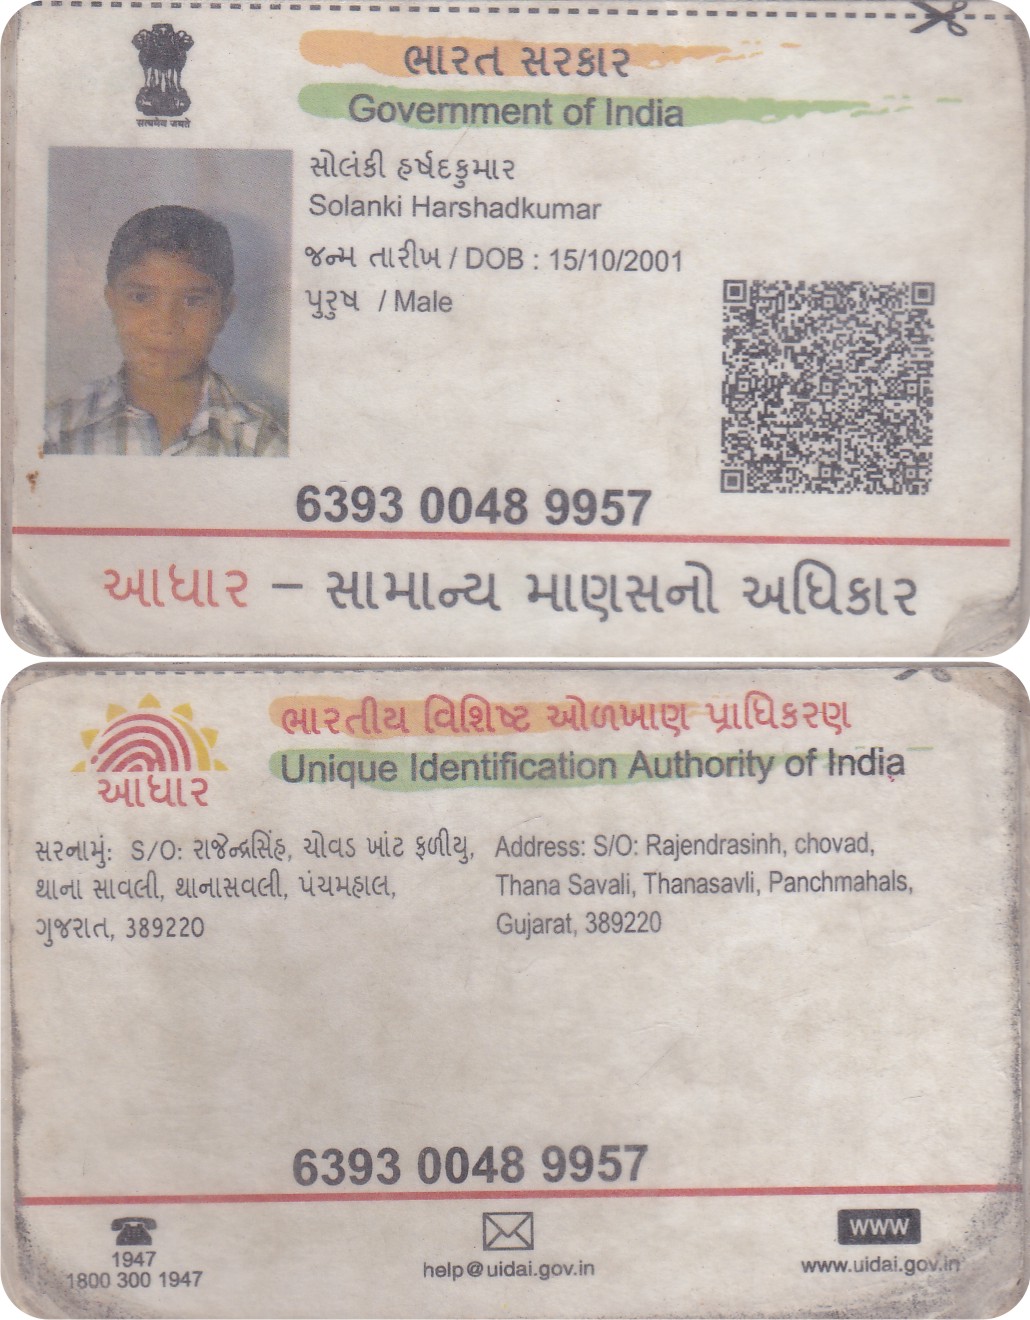 सत्यमेव जयते
ભારત સરકાર
Government of India
સોલંકી હર્ષદકુમાર
Solanki Harshadkumar
જન્મ તારીખ / DOB : 15/10/2001
પુરુષ / Male
6393 0048 9957
આધાર – સામાન્ય માણસનો અધિકાર
ભારતીય વિશિષ્ટ ઓળખાણ પ્રાધિકરણ
Unique Identification Authority of India
આધાર
સરનામું: S/O: રાજેન્દ્રસિંહ, ચોવડ ખાંટ ફળીયુ,
થાના સાવલી, થાનાસવલી, પંચમહાલ,
ગુજરાત, 389220
Address: S/O: Rajendrasinh, chovad,
Thana Savali, Thanasavli, Panchmahals,
Gujarat, 389220
6393 0048 9957
1947
1800 300 1947
help@uidai.gov.in
www
www.uidai.gov.in